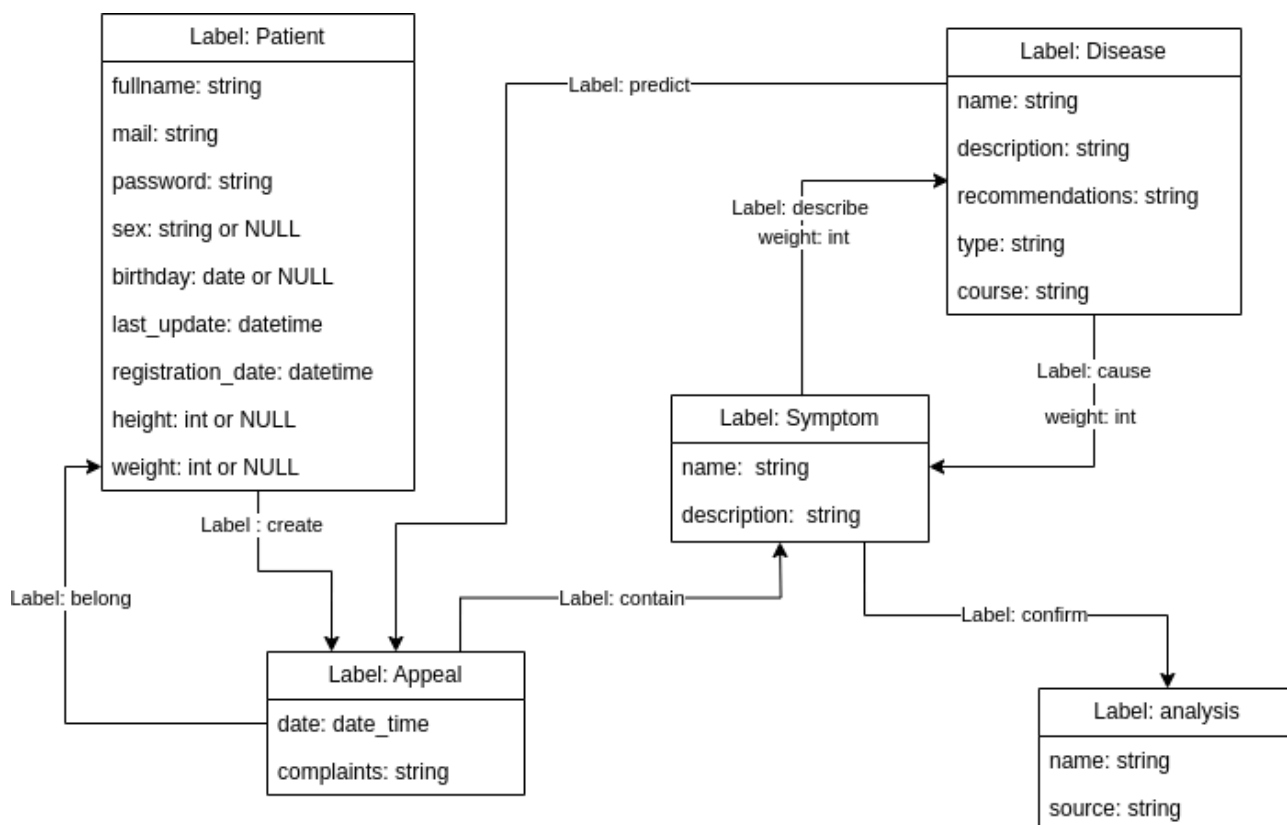 Label: Patient
fullname: string
mail: string
password: string
sex: string or NULL
birthday: date or NULL
last_update: datetime
registration_date: datetime
height: int or NULL
weight: int or NULL
Label: Disease
name: string
description: string
recommendations: string
type: string
course: string
Label: predict
Label: describe
weight: int
Label: cause
weight: int
Label: Symptom
name: string
description: string
Label : create
Label: belong
Label: contain
Label: confirm
Label: Appeal
date: date_time
complaints: string
Label: analysis
name: string
source: string